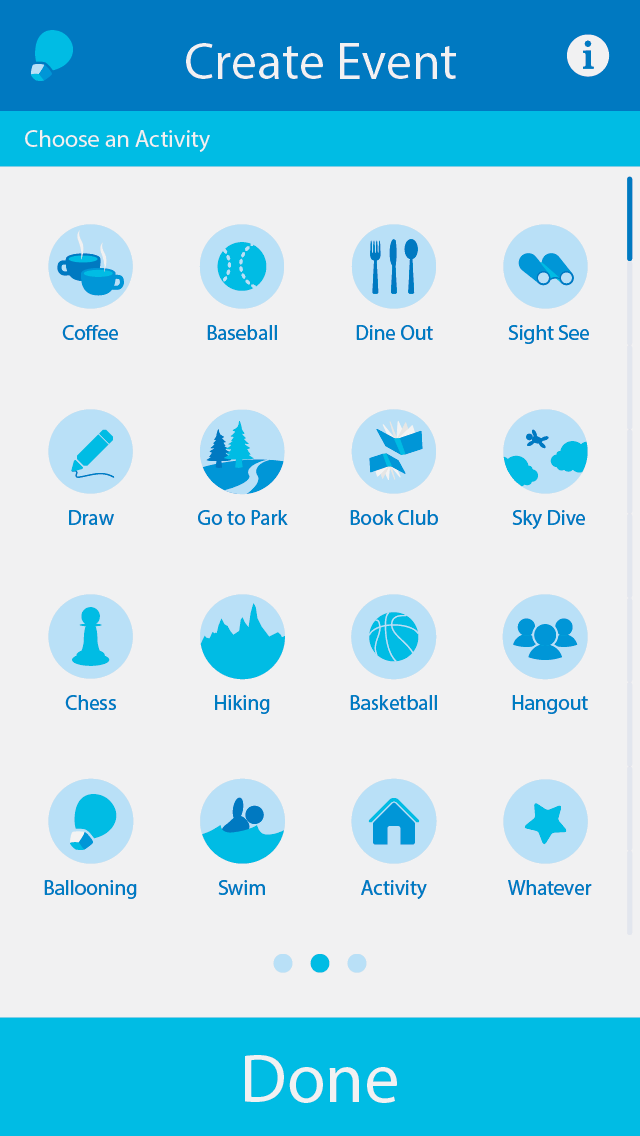 Create Event
i
Choose an Activity
Coffee
Baseball
Dine Out
Sight See
Draw
Go to Park
Book Club
Sky Dive
Chess
Hiking
Basketball
Hangout
Ballooning
Swim
Activity
Whatever
Done